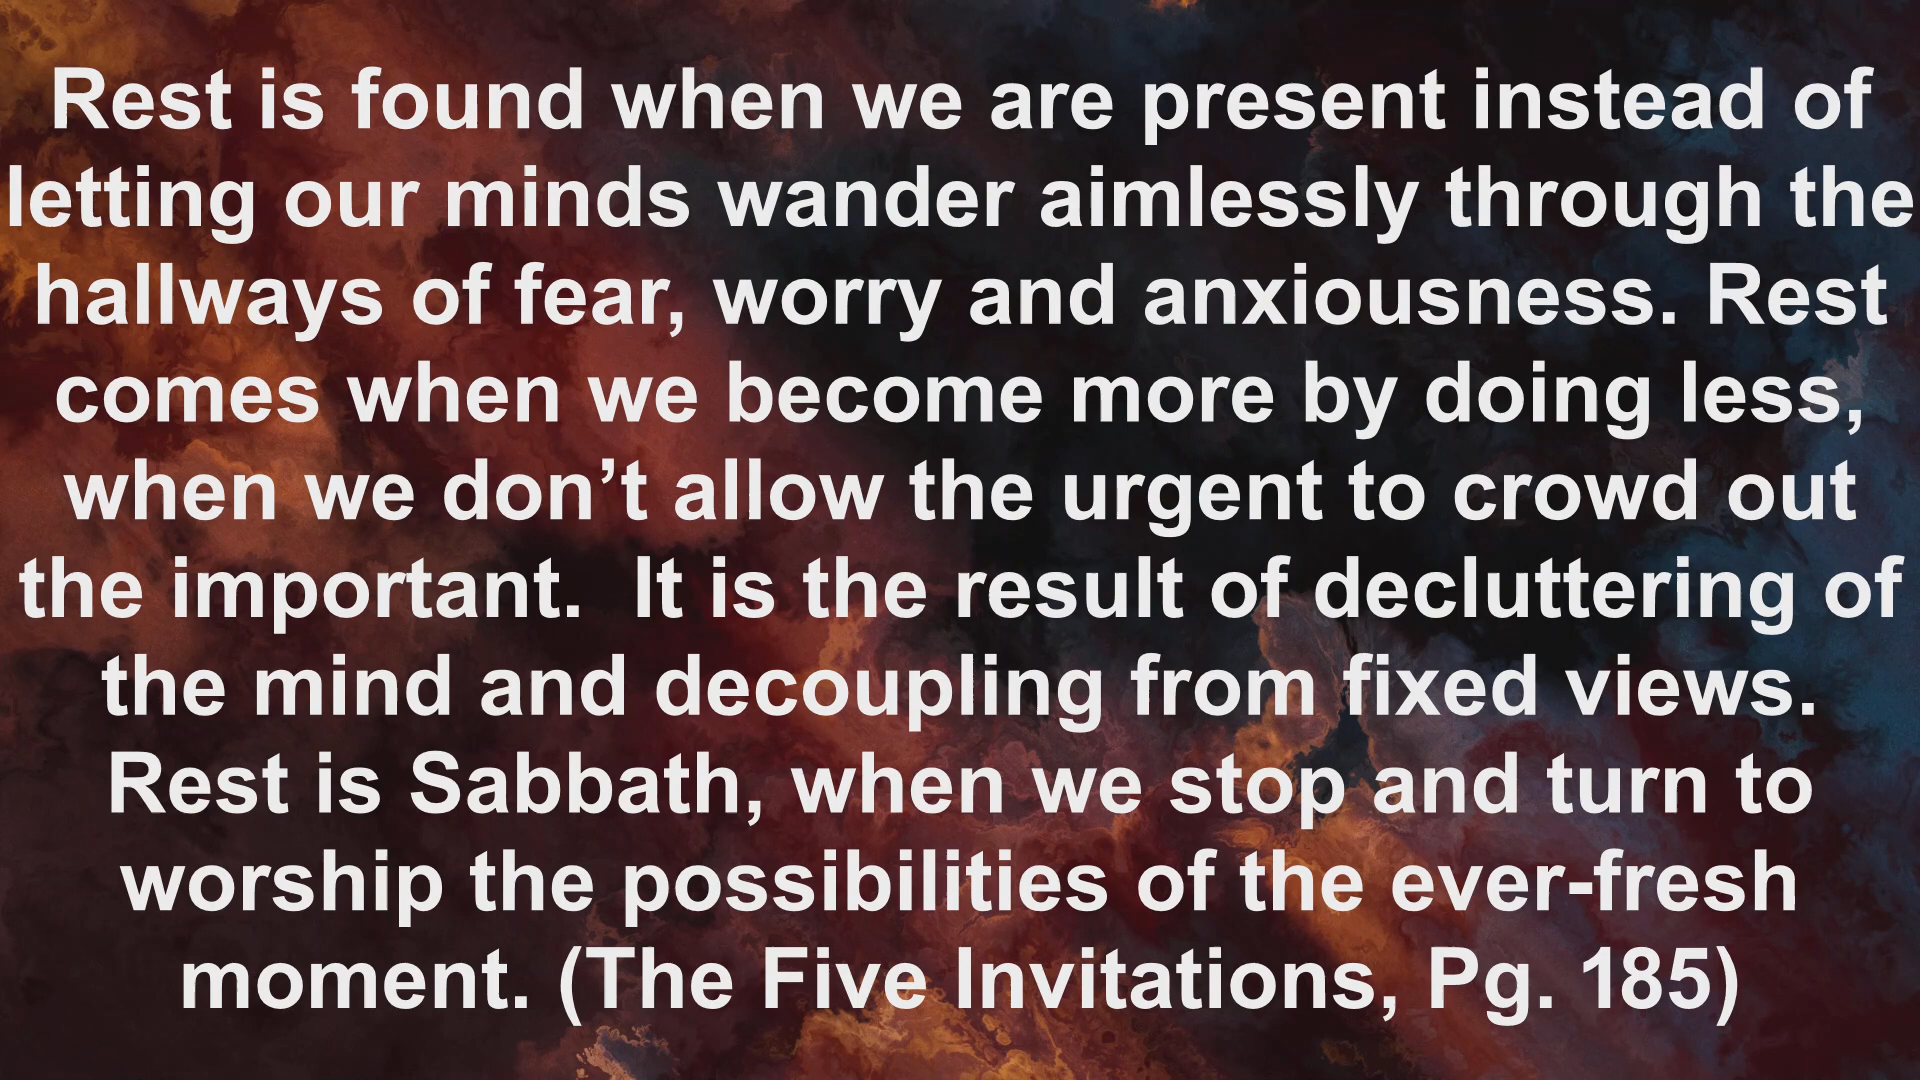 Rest is found when we are present instead of
letting our minds wander aimlessly through the
hallways of fear, worry and anxiousness. Rest
comes when we become more by doing less,
when we don’t allow the urgent to crowd out
the important.  It is the result of decluttering of
the mind and decoupling from fixed views.
Rest is Sabbath, when we stop and turn to
worship the possibilities of the ever-fresh
moment. (The Five Invitations, Pg. 185)